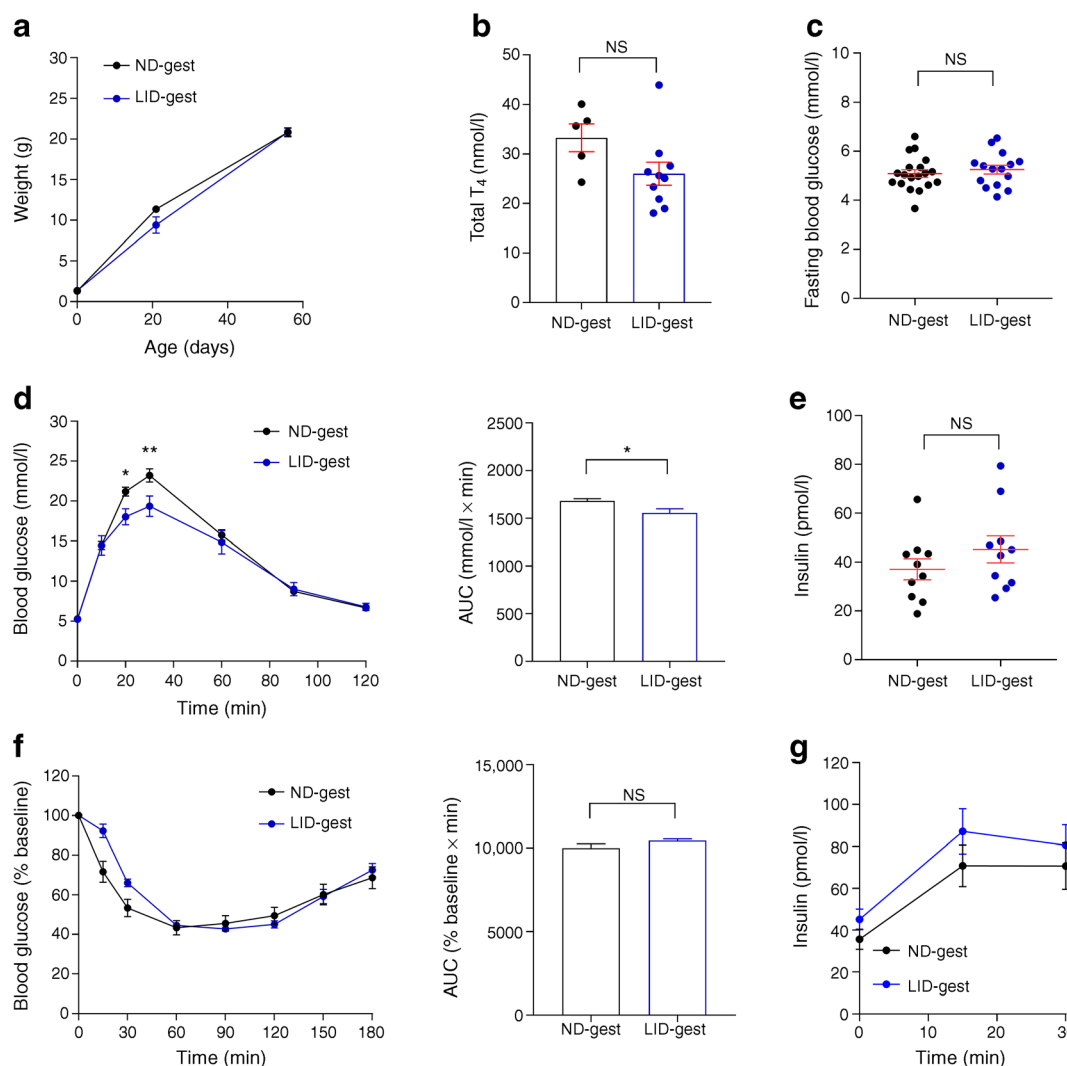 a
ND-gest
LID-gest
Weight (g)
30
25
20
15
10
5
0
0 20 40 60
Age (days)
b
NS
Total T4 (nmol/l)
50
40
30
20
10
0
ND-gest LID-gest
c
NS
Fasting blood glucose (mmol/l)
10
8
6
4
2
0
ND-gest LID-gest
d
ND-gest
LID-gest
* **
Blood glucose (mmol/l)
30
25
20
15
10
5
0
0 20 40 60 80 100 120
Time (min)
*
AUC (mmol/l × min)
2500
2000
1500
1000
500
0
ND-gest LID-gest
e
NS
Insulin (pmol/l)
100
80
60
40
20
0
ND-gest LID-gest
f
ND-gest
LID-gest
Blood glucose (% baseline)
120
100
80
60
40
20
0
0 30 60 90 120 150 180
Time (min)
NS
AUC (% baseline × min)
15,000
10,000
5000
0
ND-gest LID-gest
g
Insulin (pmol/l)
120
100
80
60
40
20
0
ND-gest
LID-gest
0 10 20
Time (min)